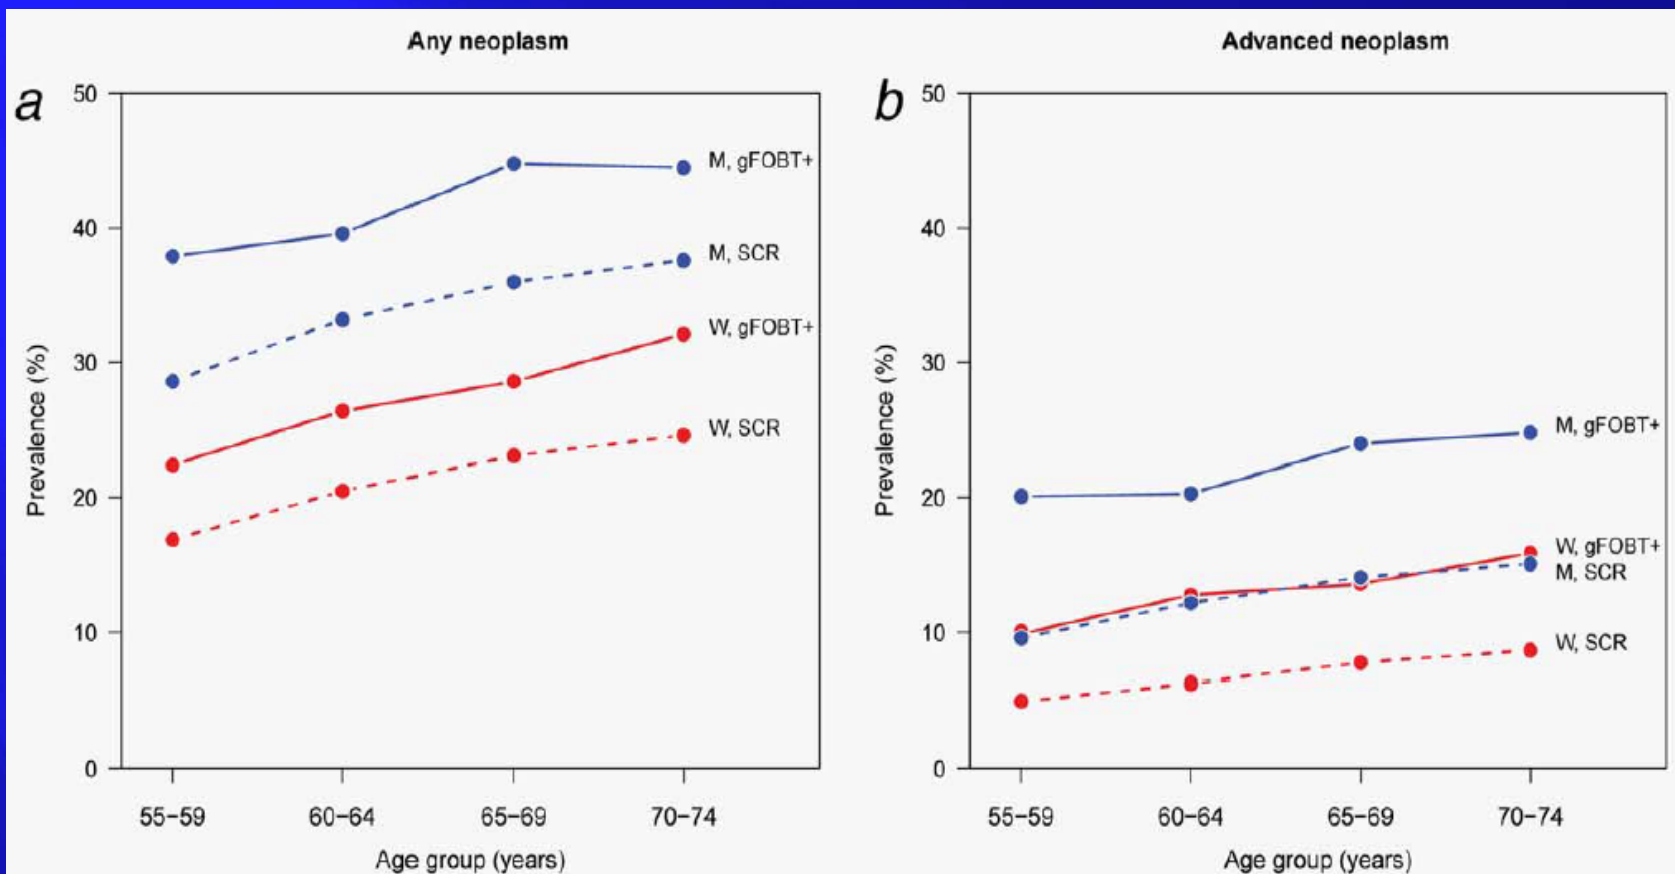 Any neoplasm
a
50
40
30
20
10
0
Prevalence (%)
M, gFOBT+
M, SCR
W, gFOBT+
W, SCR
55–59 60–64 65–69 70–74
Age group (years)
Advanced neoplasm
b
50
40
30
20
10
0
Prevalence (%)
M, gFOBT+
W, gFOBT+
M, SCR
W, SCR
55–59 60–64 65–69 70–74
Age group (years)